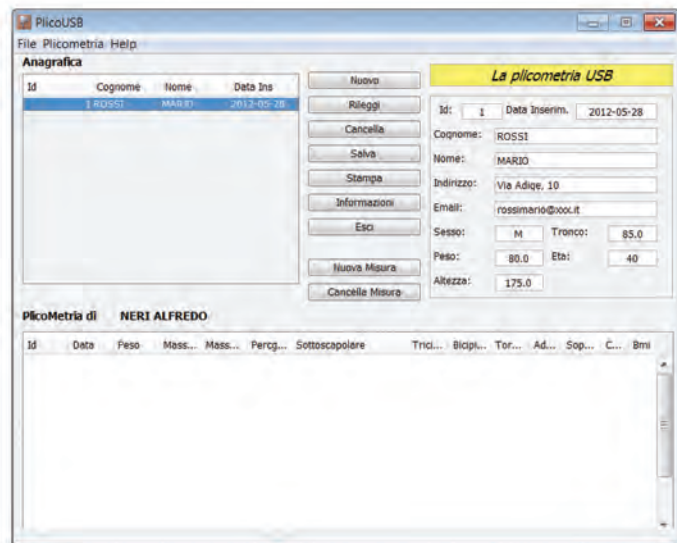 PlicoUSB
File Plicometria Help
Anagrafica
Id Cognome Nome Data Ins
1 ROSSI MARIO 2012-05-28
Nuovo
Rileggi
Cancella
Salva
Stampa
Informazioni
Esci
Nuova Misura
Cancella Misura
La plicometria USB
Id: 1 Data Inserim. 2012-05-28
Cognome: ROSSI
Nome: MARIO
Indirizzo: Via Adige, 10
Email: rossimario@xxx.it
Sesso: M Tronco: 85.0
Peso: 80.0 Eta: 40
Altezza: 175.0
PlicoMetria di NERI ALFREDO
Id Data Peso Mass... Mass... Percg... Sottoscapolare Trici... Bicipi... Tor... Ad... Sop... C... Bmi